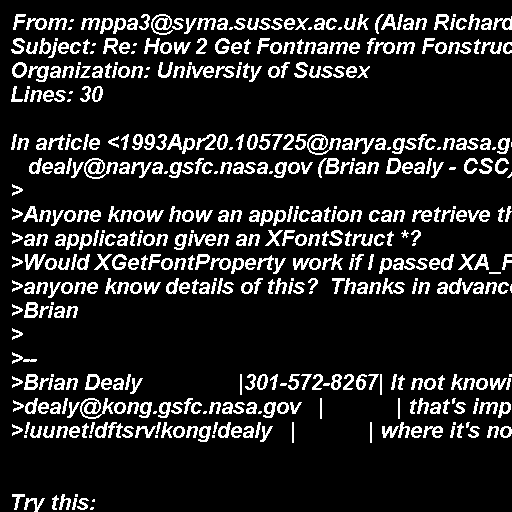 From: mppa3@syma.sussex.ac.uk (Alan Richard
Subject: Re: How 2 Get Fontname from Fonstruc
Organization: University of Sussex
Lines: 30
In article <1993Apr20.105725@narya.gsfc.nasa.g
dealy@narya.gsfc.nasa.gov (Brian Dealy - CSC)
>
>Anyone know how an application can retrieve th
>an application given an XFontStruct *?
>Would XGetFontProperty work if I passed XA_F
>anyone know details of this?  Thanks in advanc
>Brian
>
>--
>Brian Dealy                |301-572-8267| It not knowi
>dealy@kong.gsfc.nasa.gov   |            | that's imp
>!uunet!dftsrv!kong!dealy   |            | where it's no
Try this: